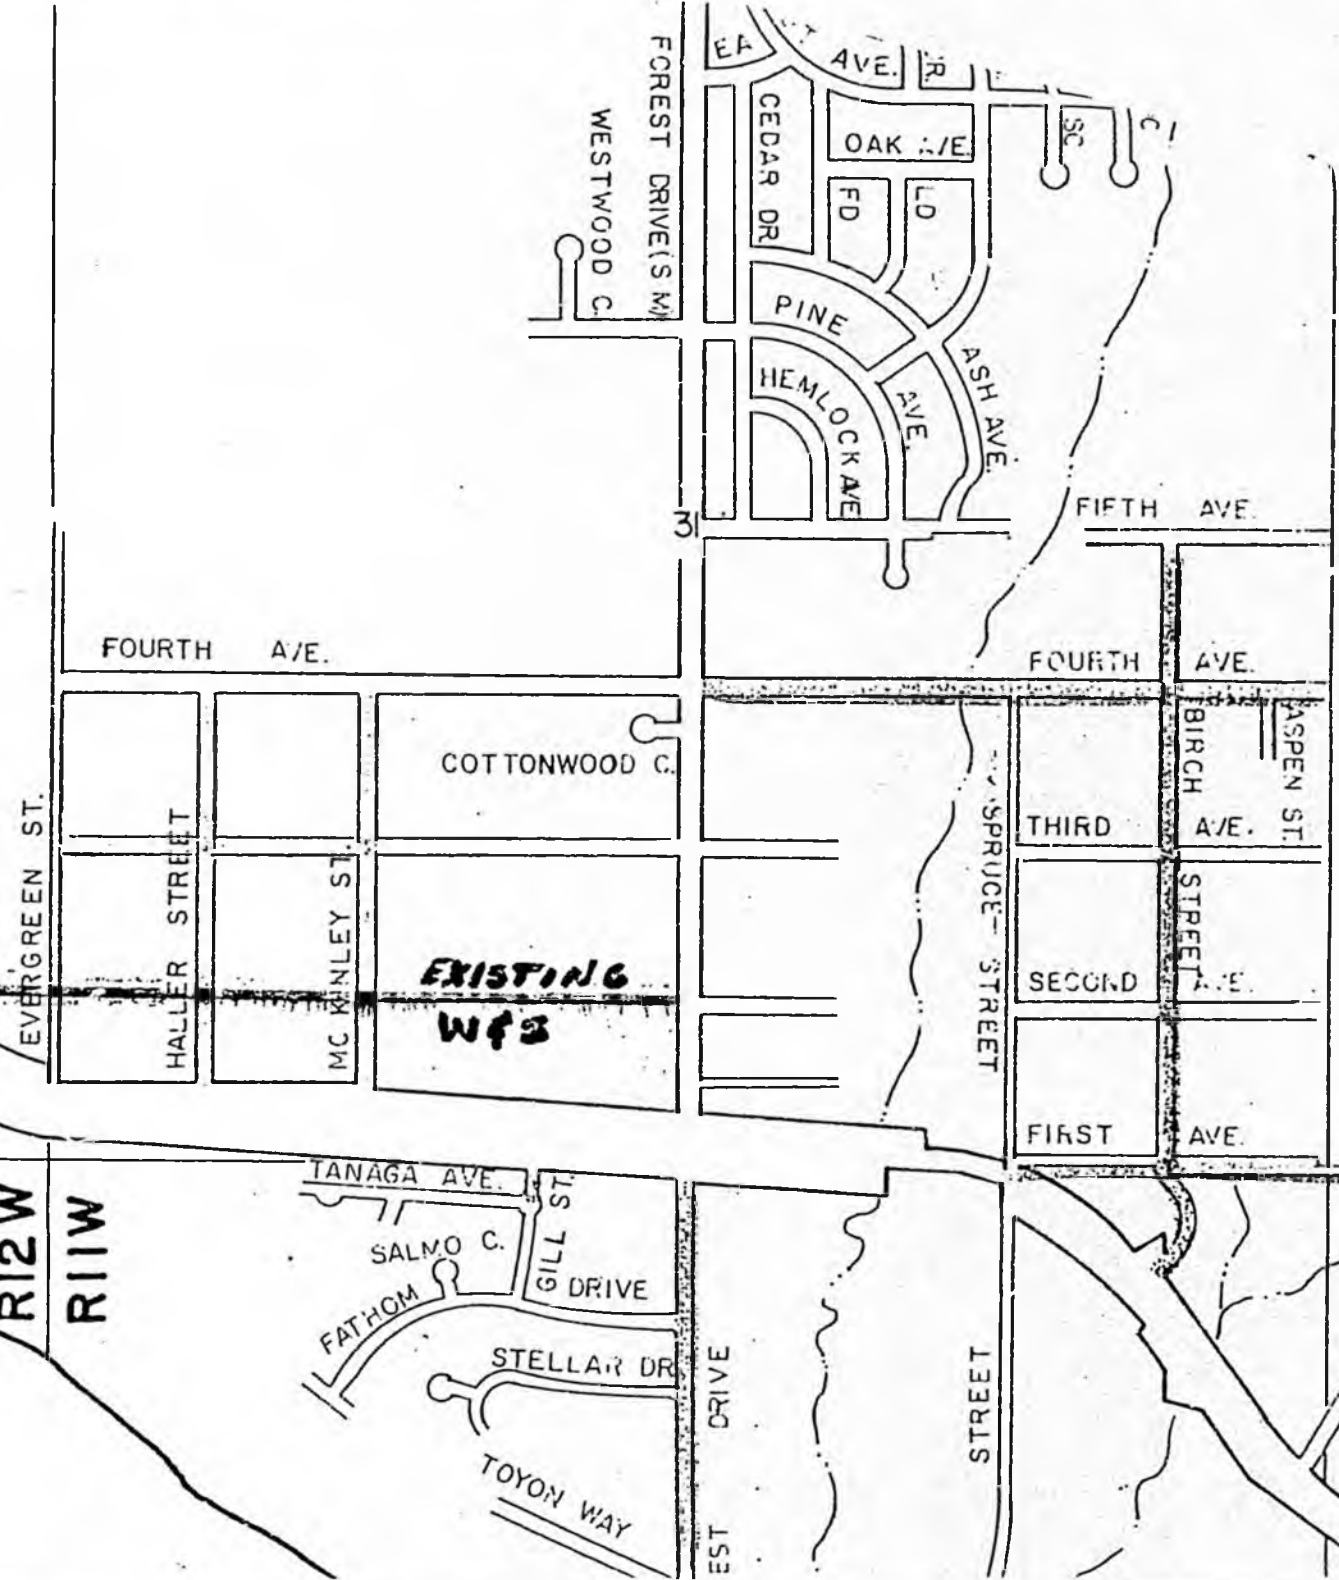 EA
AVE.
R
FOREST DRIVE (S M)
WESTWOOD C.
CEDAR DR.
OAK AVE.
SC
C
FD
LD
PINE
AVE.
ASH AVE.
HEMLOCK AVE
31
FIFTH AVE.
FOURTH AVE.
FOURTH AVE.
COTTONWOOD C.
BIRCH
STREET
ASPEN ST.
THIRD AVE.
SPRUCE STREET
EVERGREEN ST.
HALLER STREET
MC KINLEY ST.
EXISTING
W&S
SECOND AVE.
FIRST AVE.
TANAGA AVE.
GILL ST.
SALMO C.
FATHOM DRIVE
STELLAR DR
TOYON WAY
EST DRIVE
STREET
R12W
R11W